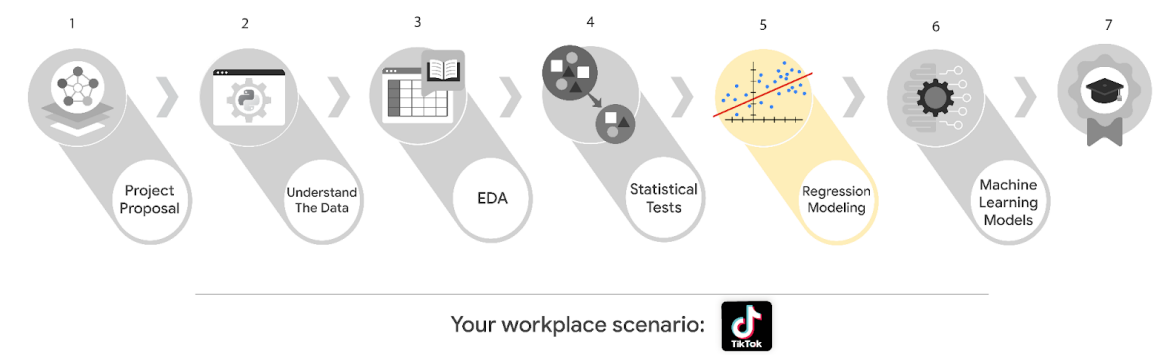 1
2
3
4
5
6
7
Project
Proposal
Understand
The Data
EDA
Statistical
Tests
Regression
Modeling
Machine
Learning
Models
Your workplace scenario:
TikTok